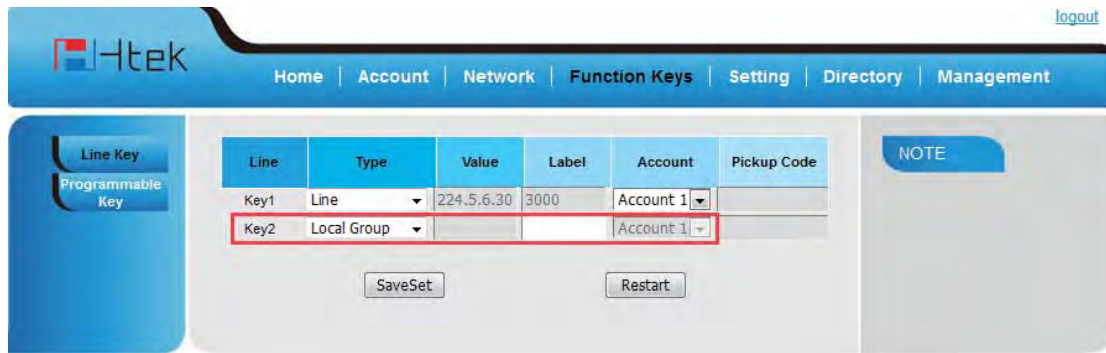 logout
Htek
Home | Account | Network | Function Keys | Setting | Directory | Management
Line Key
Programmable Key
Line Type Value Label Account Pickup Code
Key1 Line 224.5.6.30 3000 Account 1
Key2 Local Group Account 1
SaveSet Restart
NOTE